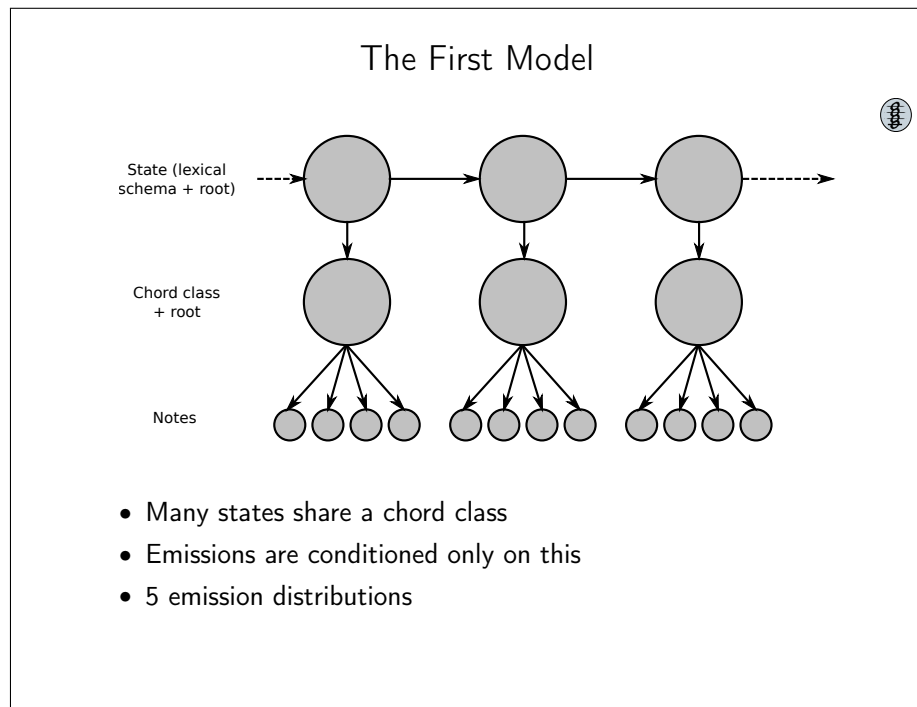 The First Model
State (lexical
schema + root)
Chord class
+ root
Notes
• Many states share a chord class
• Emissions are conditioned only on this
• 5 emission distributions